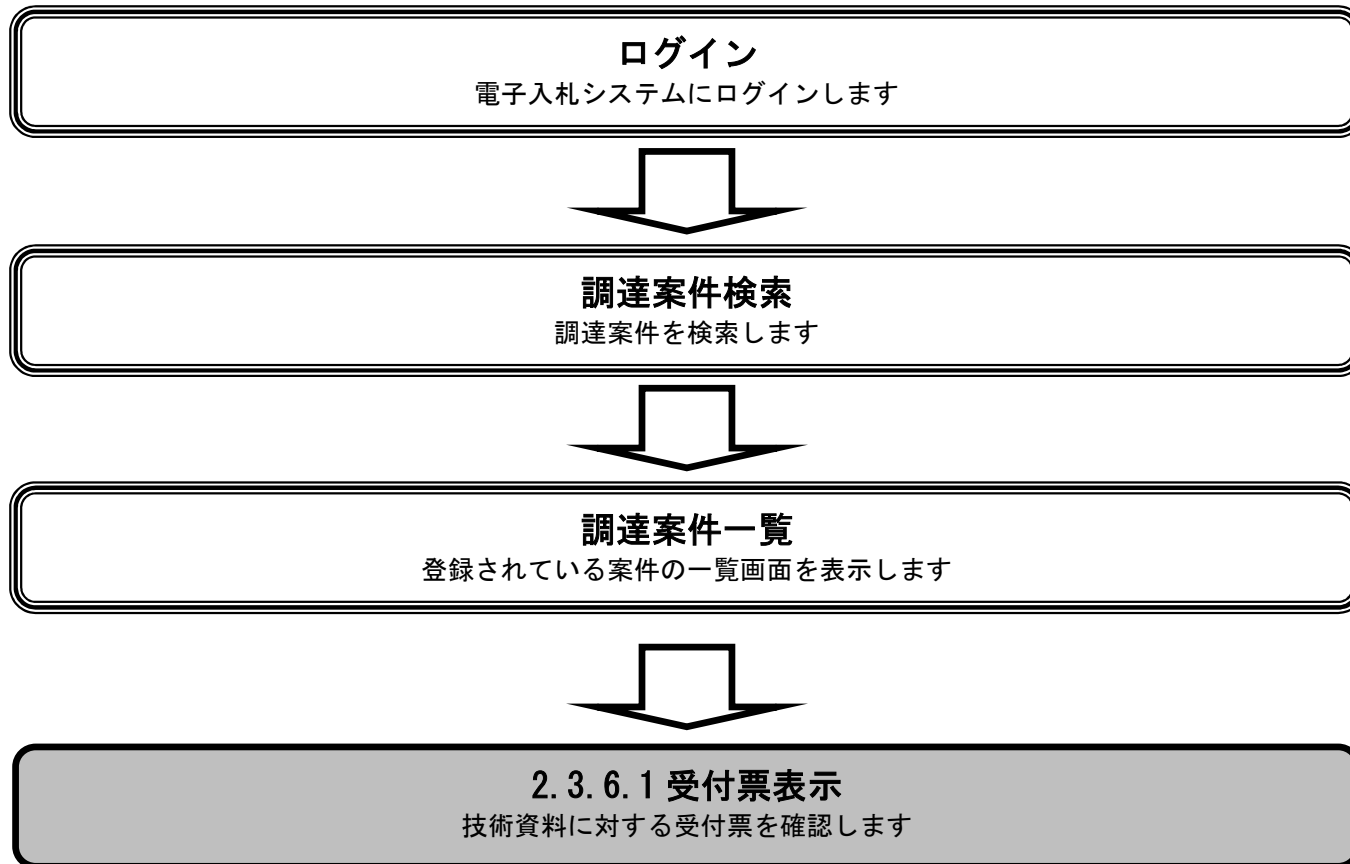 ログイン
電子入札システムにログインします
調達案件検索
調達案件を検索します
調達案件一覧
登録されている案件の一覧画面を表示します
2.3.6.1 受付票表示
技術資料に対する受付票を確認します